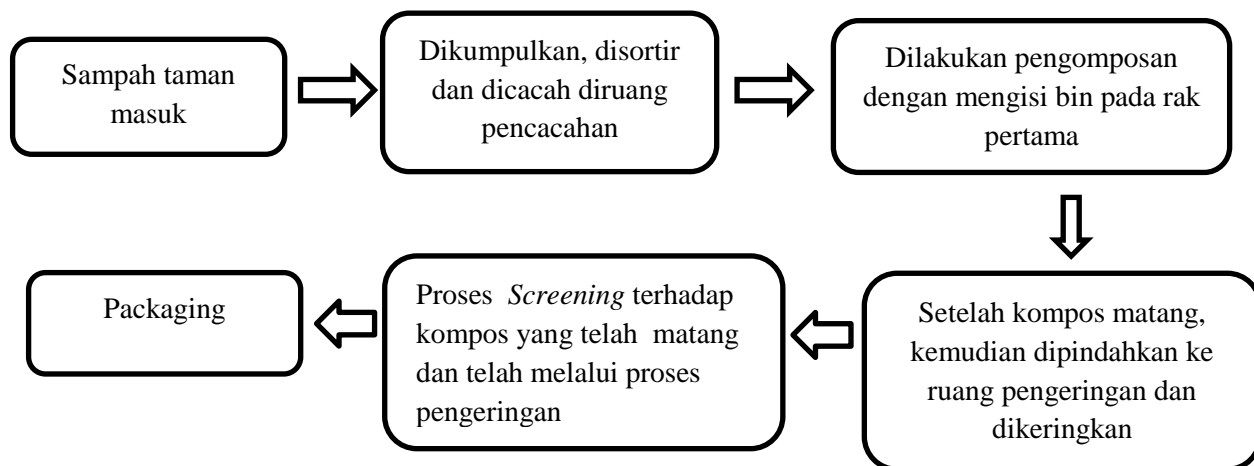 Sampah taman
masuk
Dikumpulkan, disortir
dan dicacah diruang
pencacahan
Dilakukan pengomposan
dengan mengisi bin pada rak
pertama
Setelah kompos matang,
kemudian dipindahkan ke
ruang pengeringan dan
dikeringkan
Proses Screening terhadap
kompos yang telah matang
dan telah melalui proses
pengeringan
Packaging